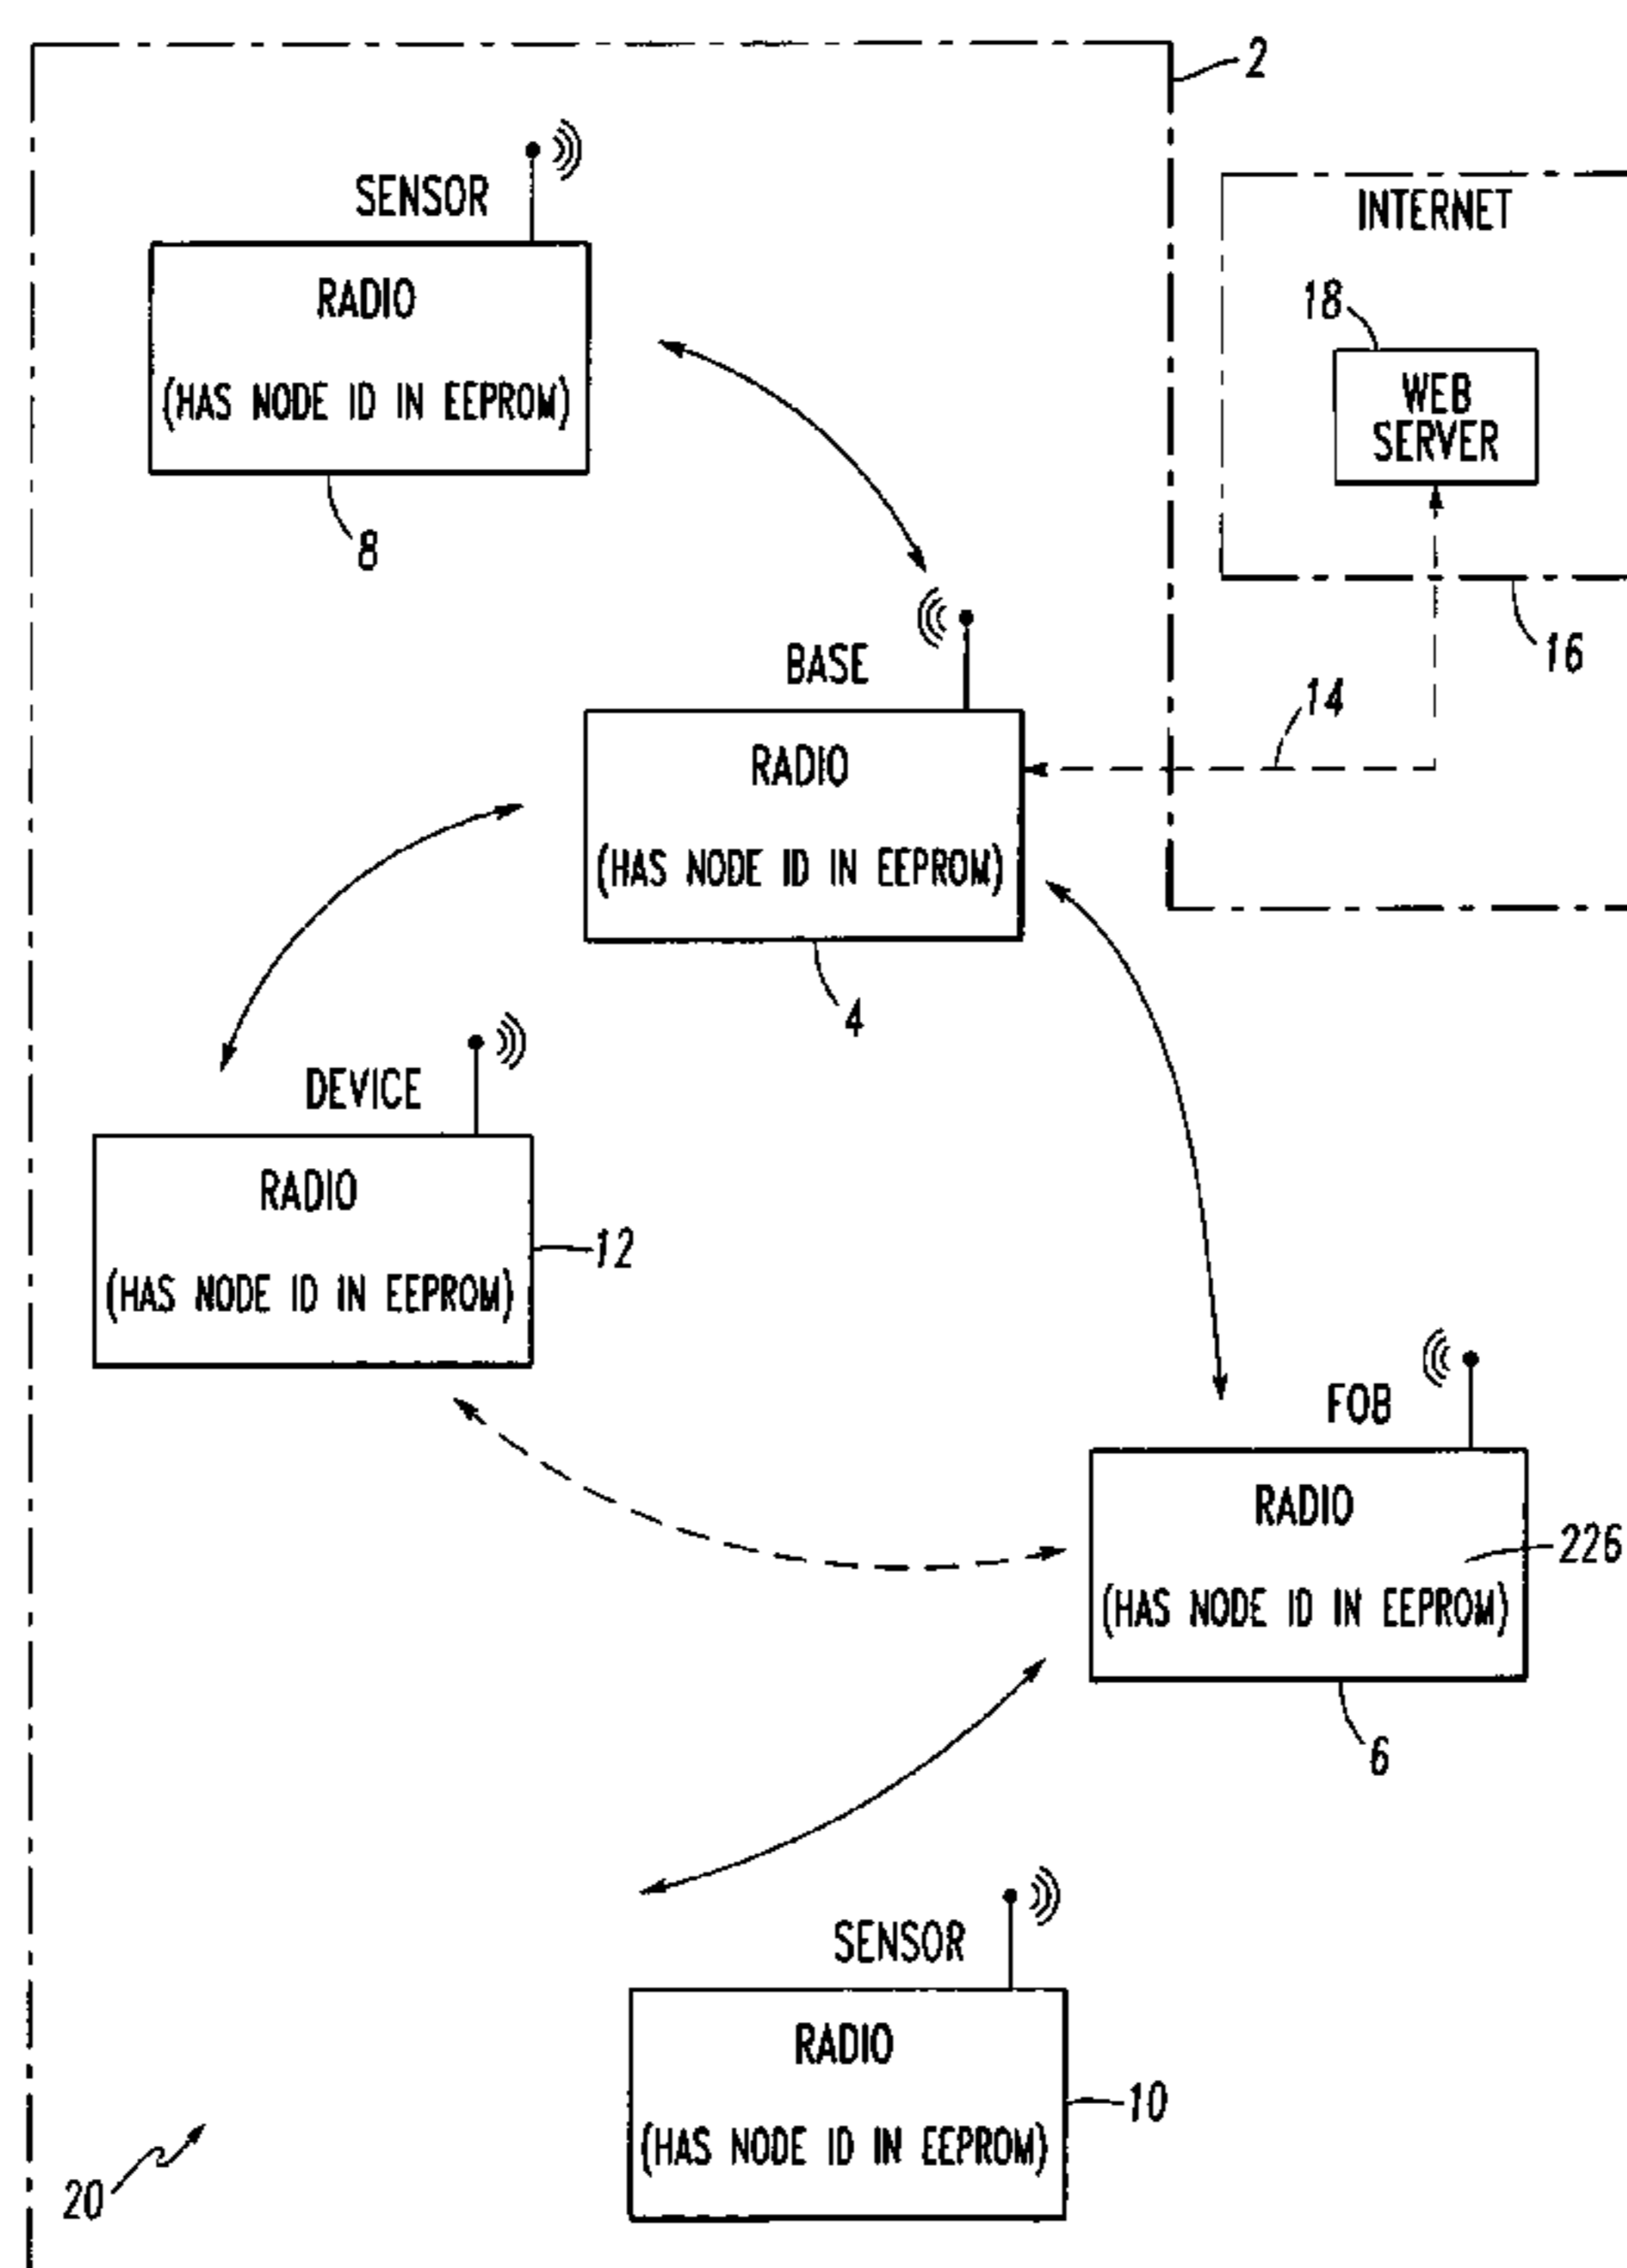 2
SENSOR
RADIO
(HAS NODE ID IN EEPROM)
8
INTERNET
18
WEB
SERVER
16
14
BASE
RADIO
(HAS NODE ID IN EEPROM)
4
DEVICE
RADIO
(HAS NODE ID IN EEPROM)
12
FOB
RADIO
226
(HAS NODE ID IN EEPROM)
6
SENSOR
RADIO
(HAS NODE ID IN EEPROM)
10
20